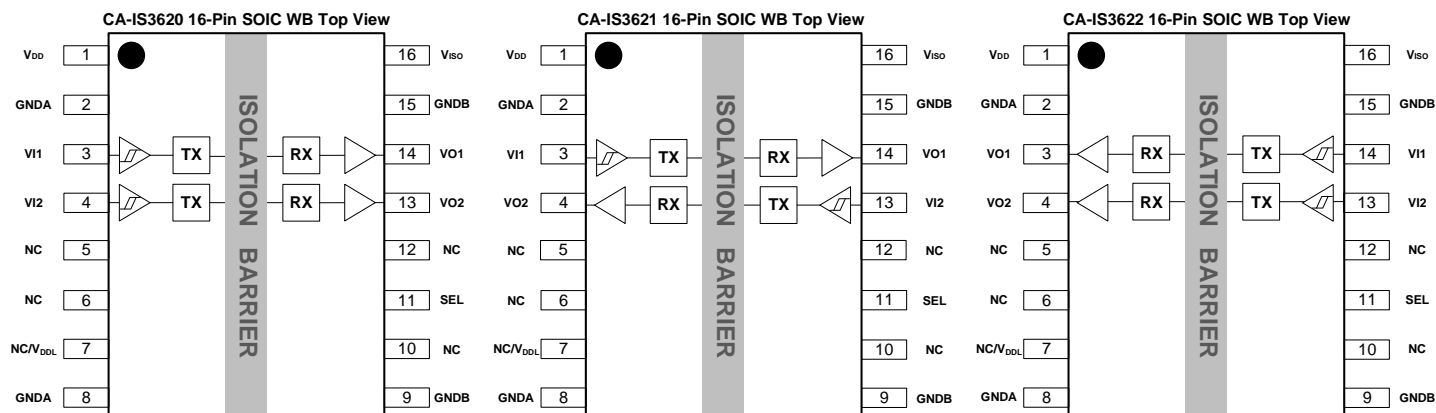 CA-IS3620 16-Pin SOIC WB Top View
VDD 1 16 VISO
GNDA 2 15 GNDB
VI1 3 TX RX 14 VO1
VI2 4 TX RX 13 VO2
NC 5 12 NC
NC 6 11 SEL
NC/VDDL 7 10 NC
GNDA 8 9 GNDB
ISOLATION BARRIER
CA-IS3621 16-Pin SOIC WB Top View
VDD 1 16 VISO
GNDA 2 15 GNDB
VI1 3 TX RX 14 VO1
VO2 4 RX TX 13 VI2
NC 5 12 NC
NC 6 11 SEL
NC/VDDL 7 10 NC
GNDA 8 9 GNDB
ISOLATION BARRIER
CA-IS3622 16-Pin SOIC WB Top View
VDD 1 16 VISO
GNDA 2 15 GNDB
VO1 3 RX TX 14 VI1
VO2 4 RX TX 13 VI2
NC 5 12 NC
NC 6 11 SEL
NC/VDDL 7 10 NC
GNDA 8 9 GNDB
ISOLATION BARRIER